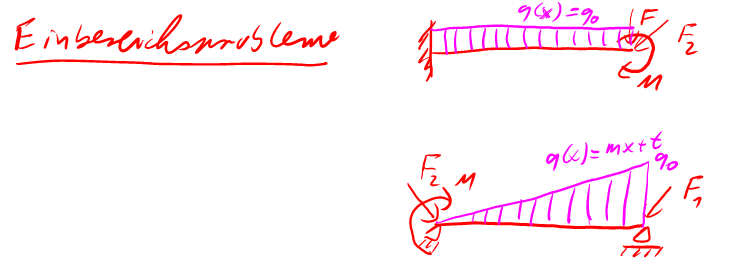 Einbereichsprobleme
q(x)=q₀
F
F₂
M
q(x)=mx+t
q₀
F₂
M
F₁